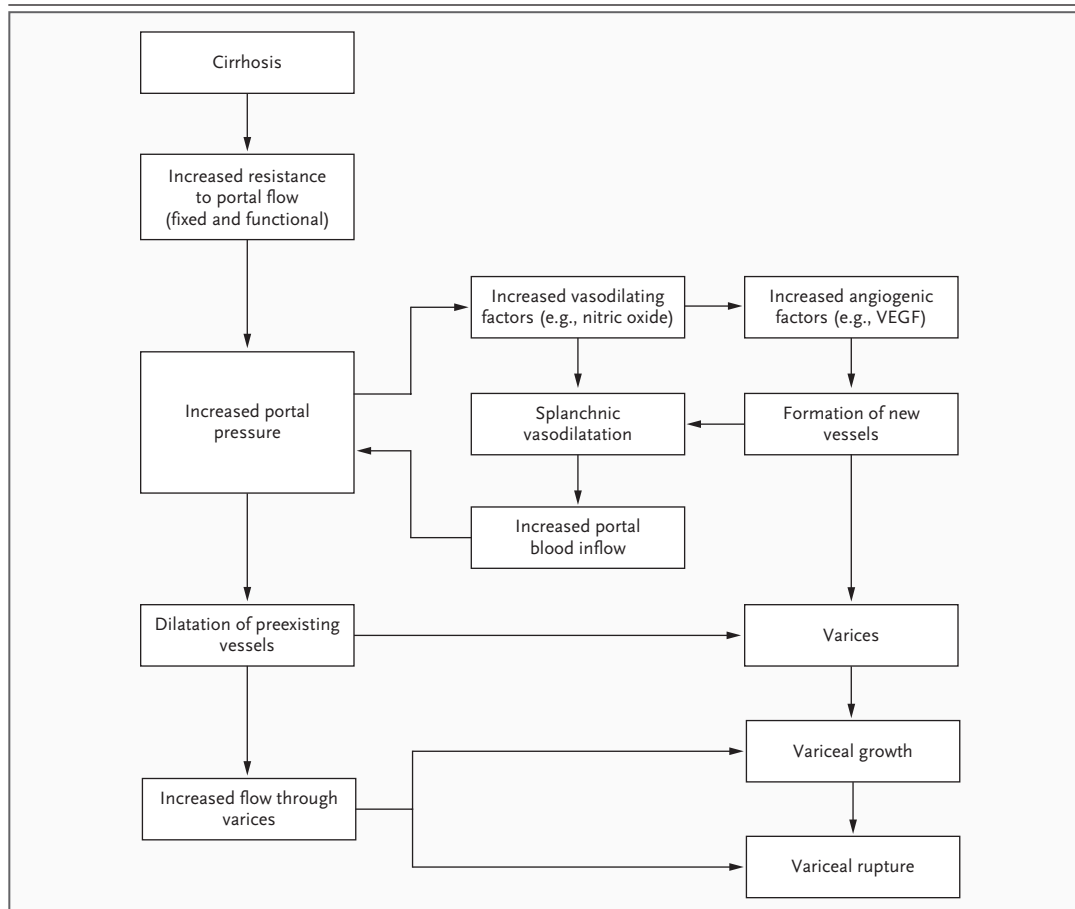 Cirrhosis
Increased resistance
to portal flow
(fixed and functional)
Increased vasodilating
factors (e.g., nitric oxide)
Increased angiogenic
factors (e.g., VEGF)
Increased portal
pressure
Splanchnic
vasodilatation
Formation of new
vessels
Increased portal
blood inflow
Dilatation of preexisting
vessels
Varices
Variceal growth
Increased flow through
varices
Variceal rupture